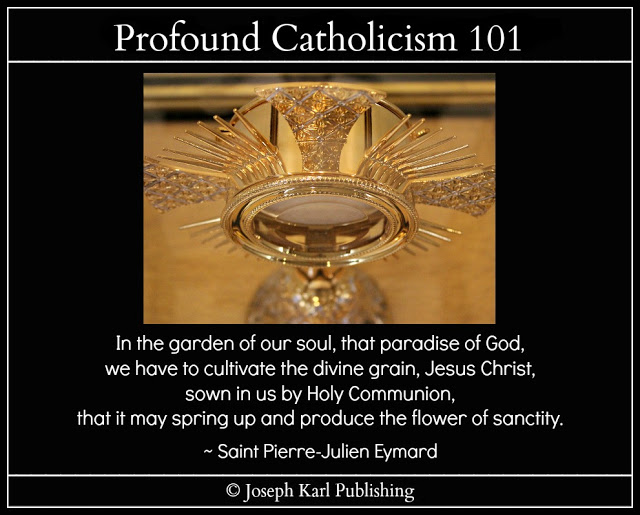 Profound Catholicism 101
In the garden of our soul, that paradise of God,
we have to cultivate the divine grain, Jesus Christ,
sown in us by Holy Communion,
that it may spring up and produce the flower of sanctity.
~ Saint Pierre-Julien Eymard
© Joseph Karl Publishing